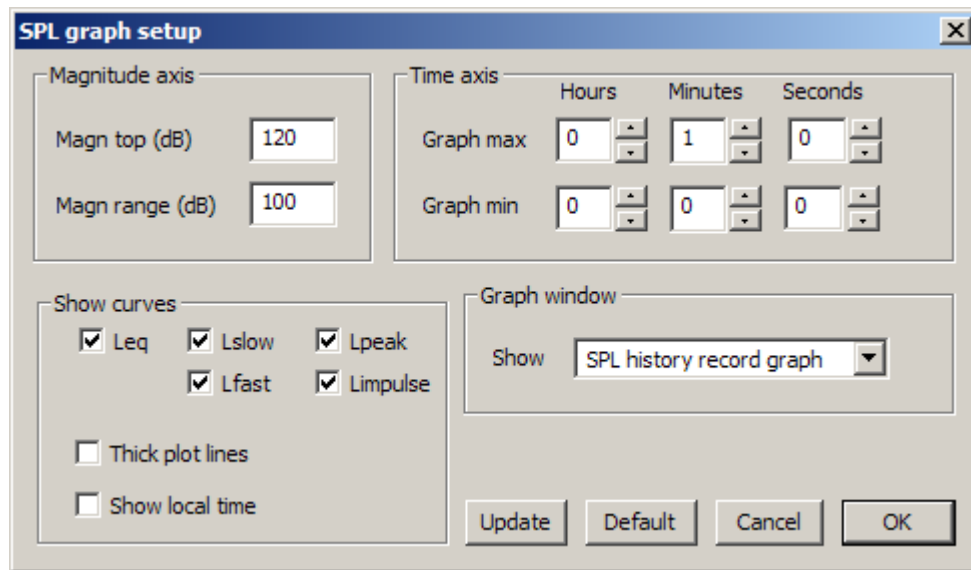 SPL graph setup
Magnitude axis
Magn top (dB) 120
Magn range (dB) 100
Time axis
Hours Minutes Seconds
Graph max 0 1 0
Graph min 0 0 0
Show curves
Leq Lslow Lpeak
Lfast Limpulse
Thick plot lines
Show local time
Graph window
Show SPL history record graph
Update Default Cancel OK